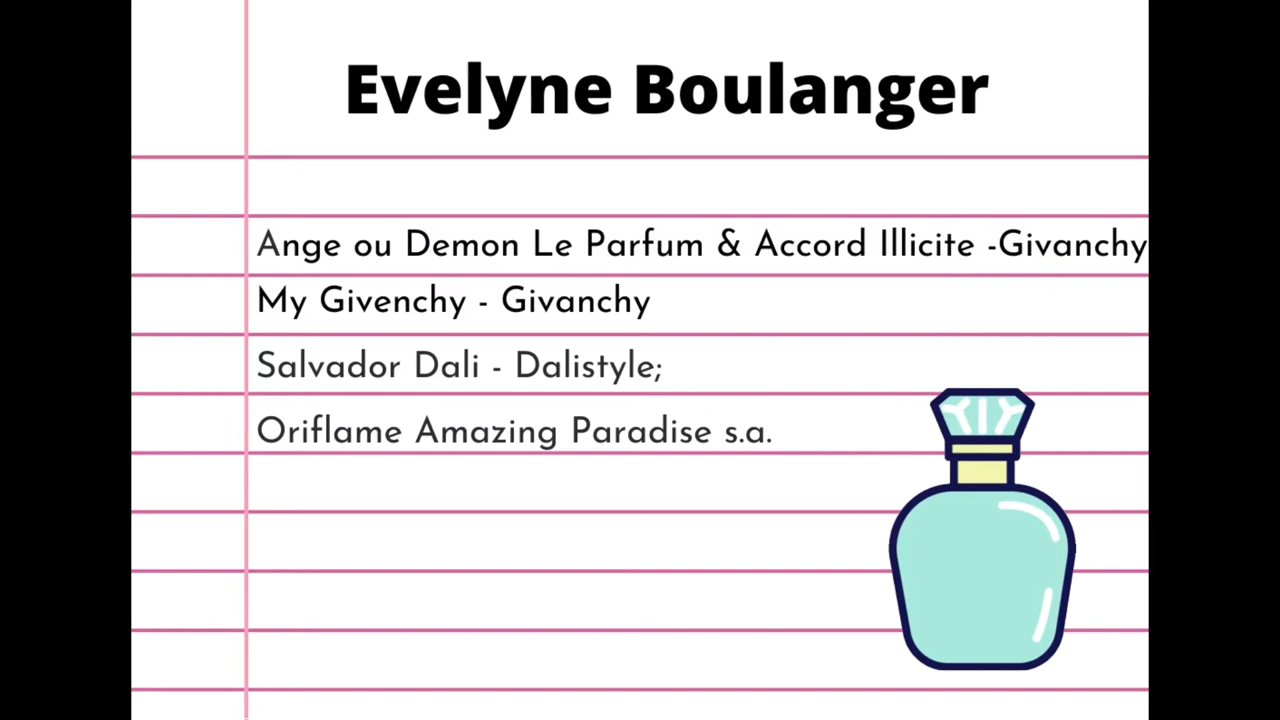 Evelyne Boulanger
Ange ou Demon Le Parfum & Accord Illicite -Givanchy
My Givenchy - Givanchy
Salvador Dali - Dalistyle;
Oriflame Amazing Paradise s.a.